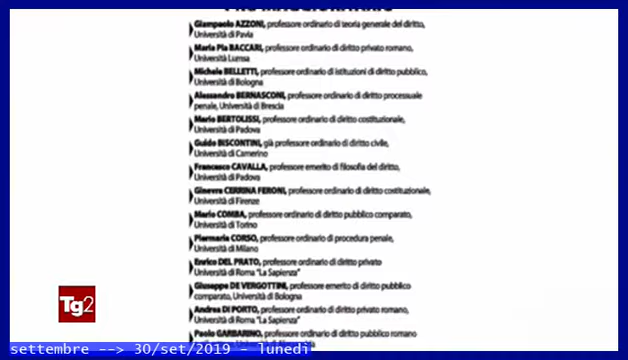 PRO MAGGIORITARIO
Giampaolo AZZONI, professore ordinario di teoria generale del diritto,
Università di Pavia
Maria Pia BACCARI, professore ordinario di diritto privato romano,
Università Lumsa
Michele BELLETTI, professore ordinario di istituzioni di diritto pubblico,
Università di Bologna
Alessandro BERNASCONI, professore ordinario di diritto processuale
penale, Università di Brescia
Mario BERTOLISSI, professore ordinario di diritto costituzionale,
Università di Padova
Guido BISCONTINI, già professore ordinario di diritto civile,
Università di Camerino
Francesco CAVALLA, professore emerito di filosofia del diritto,
Università di Padova
Ginevra CERRINA FERONI, professore ordinario di diritto costituzionale,
Università di Firenze
Mario COMBA, professore ordinario di diritto pubblico comparato,
Università di Torino
Piermaria CORSO, professore ordinario di procedura penale,
Università di Milano
Enrico DEL PRATO, professore ordinario di diritto privato
Università di Roma "La Sapienza"
Giuseppe DE VERGOTTINI, professore emerito di diritto pubblico
comparato, Università di Bologna
Andrea DI PORTO, professore ordinario di diritto privato romano,
Università di Roma "La Sapienza"
Paolo GARBARINO, professore ordinario di diritto pubblico romano
Tg2
settembre --> 30/set/2019 - lunedì